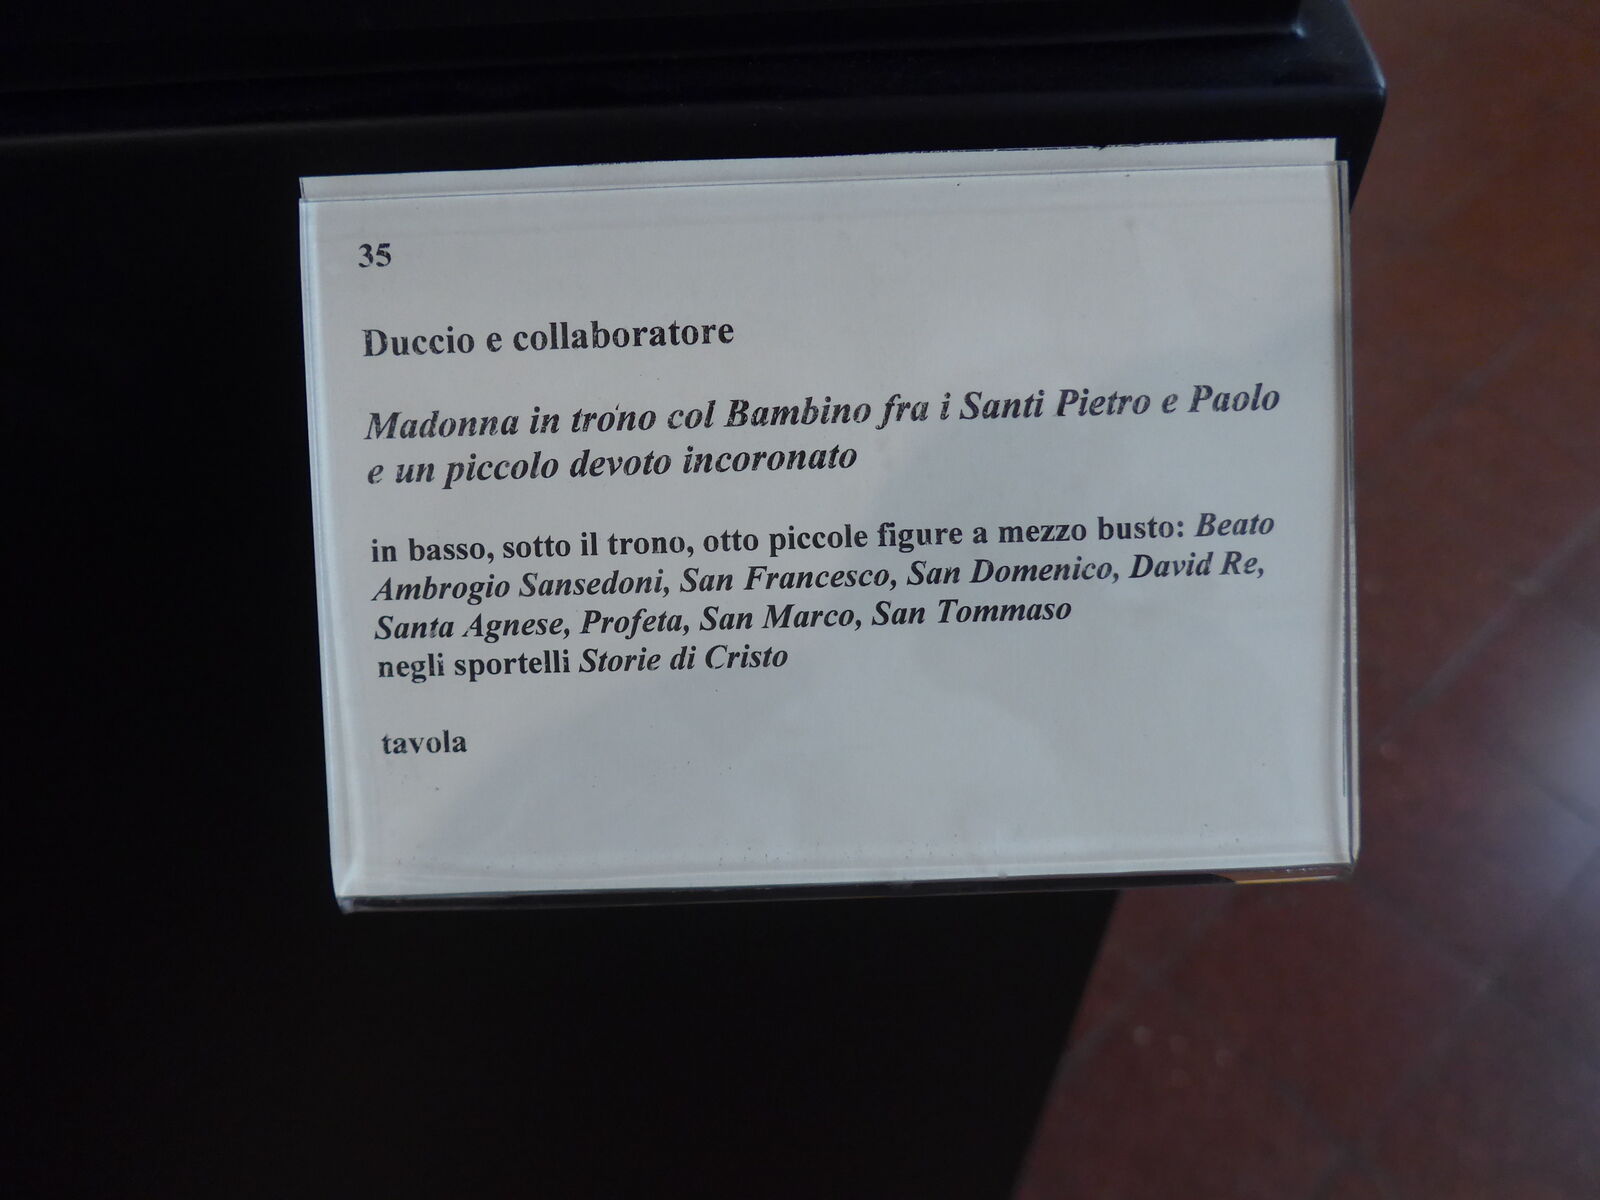 35
Duccio e collaboratore
Madonna in trono col Bambino fra i Santi Pietro e Paolo
e un piccolo devoto incoronato
in basso, sotto il trono, otto piccole figure a mezzo busto: Beato
Ambrogio Sansedoni, San Francesco, San Domenico, David Re,
Santa Agnese, Profeta, San Marco, San Tommaso
negli sportelli Storie di Cristo
tavola